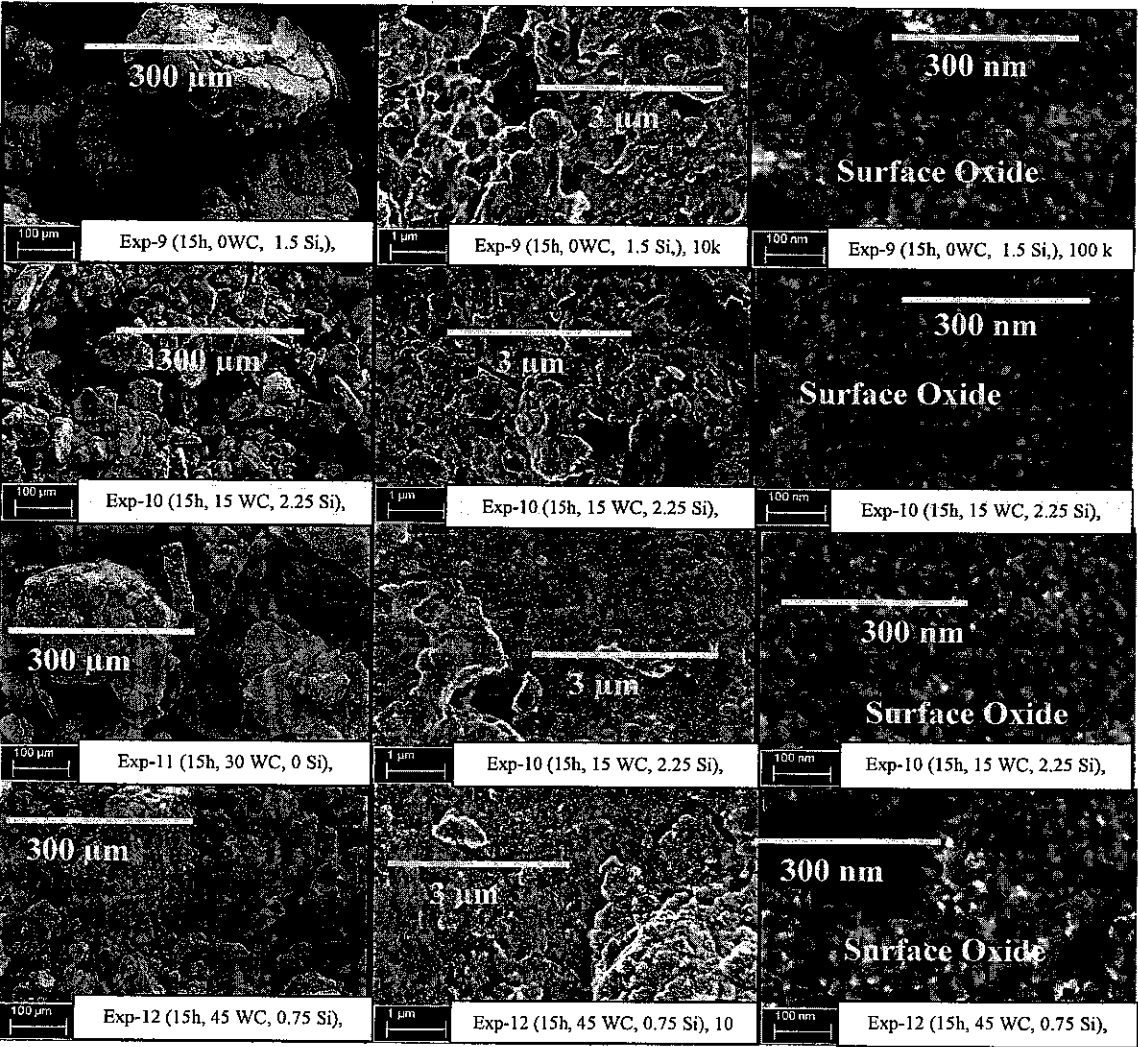 300 µm
100 µm
Exp-9 (15h, 0WC, 1.5 Si,),
3 µm
1 µm
Exp-9 (15h, 0WC, 1.5 Si,), 10k
300 nm
Surface Oxide
100 nm
Exp-9 (15h, 0WC, 1.5 Si,), 100 k
300 µm
100 µm
Exp-10 (15h, 15 WC, 2.25 Si),
3 µm
1 µm
Exp-10 (15h, 15 WC, 2.25 Si),
300 nm
Surface Oxide
100 nm
Exp-10 (15h, 15 WC, 2.25 Si),
300 µm
100 µm
Exp-11 (15h, 30 WC, 0 Si),
3 µm
1 µm
Exp-10 (15h, 15 WC, 2.25 Si),
300 nm
Surface Oxide
100 nm
Exp-10 (15h, 15 WC, 2.25 Si),
300 µm
100 µm
Exp-12 (15h, 45 WC, 0.75 Si),
3 µm
1 µm
Exp-12 (15h, 45 WC, 0.75 Si), 10
300 nm
Surface Oxide
100 nm
Exp-12 (15h, 45 WC, 0.75 Si),